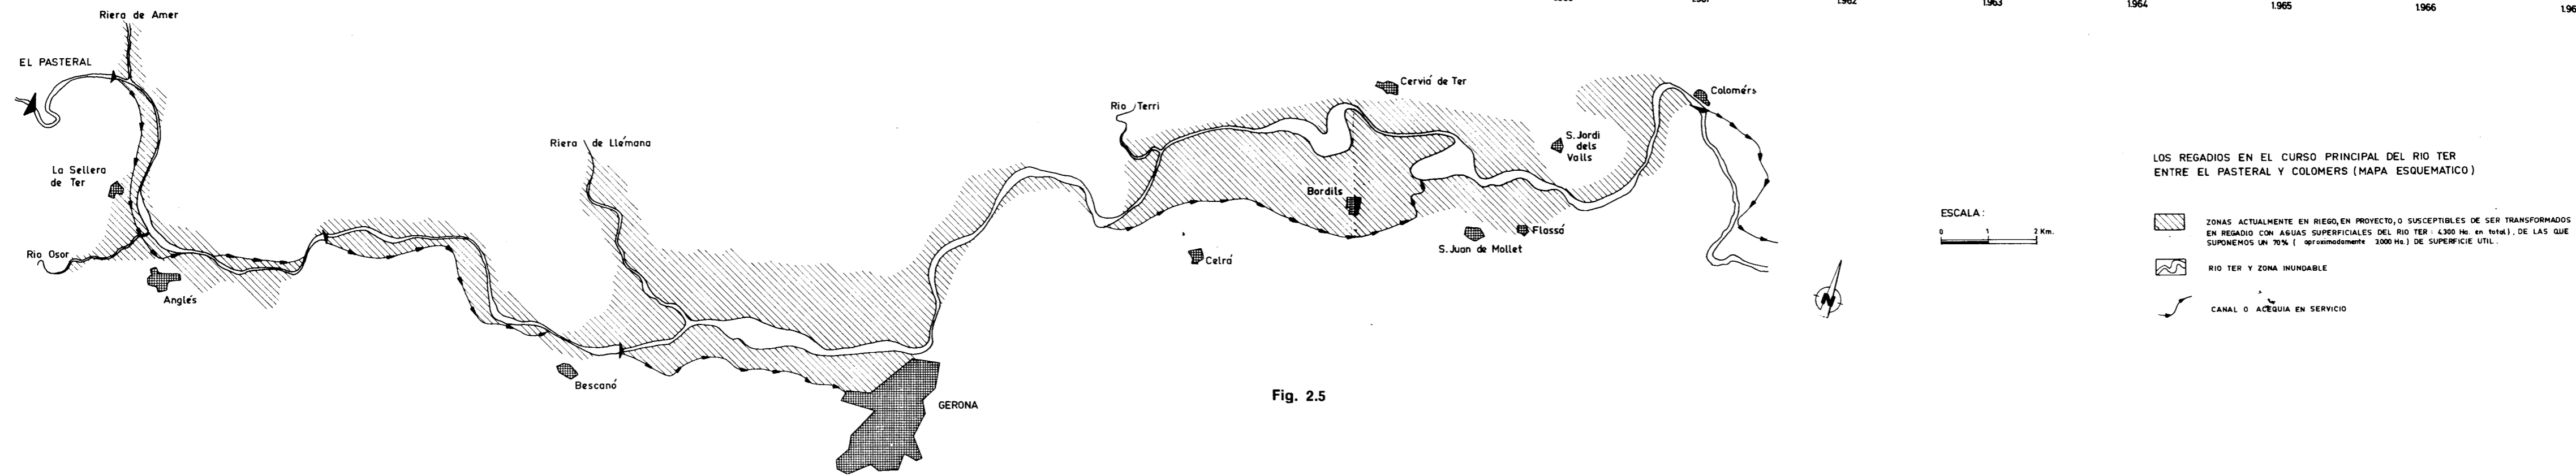 1.962
1.963
1.964
1.965
1.966
Riera de Amer
EL PASTERAL
La Sellera
de Ter
Rio Osor
Anglés
Riera de Llémana
Bescanó
GERONA
Rio Terri
Celrá
Bordils
Cerviá de Ter
S. Jordi
dels
Valls
S. Juan de Mollet
Flassá
Colomérs
Fig. 2.5
ESCALA:
0 1 2 Km.
N
LOS REGADIOS EN EL CURSO PRINCIPAL DEL RIO TER
ENTRE EL PASTERAL Y COLOMERS (MAPA ESQUEMATICO)
ZONAS ACTUALMENTE EN RIEGO, EN PROYECTO, O SUSCEPTIBLES DE SER TRANSFORMADOS
EN REGADIO CON AGUAS SUPERFICIALES DEL RIO TER : 4.300 Ha. en total), DE LAS QUE
SUPONEMOS UN 70% ( aproximadamente 3.000 Ha.) DE SUPERFICIE UTIL.
RIO TER Y ZONA INUNDABLE
CANAL O ACEQUIA EN SERVICIO